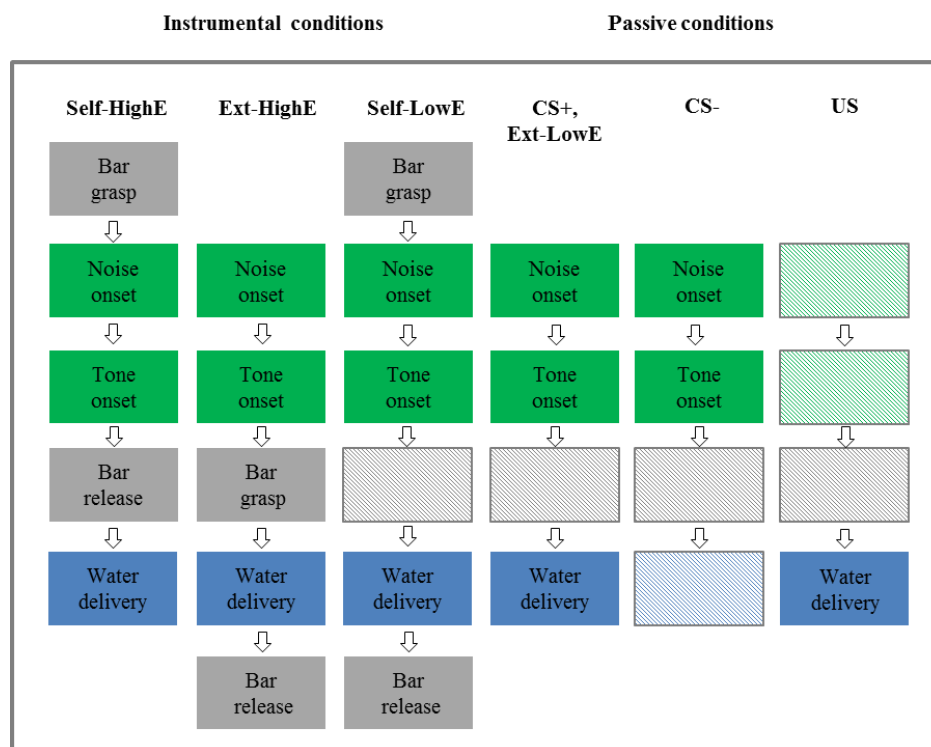 Instrumental conditions Passive conditions
Self-HighE Ext-HighE Self-LowE CS+, CS- US
Ext-LowE
Bar Bar
grasp grasp
Noise Noise Noise Noise Noise
onset onset onset onset onset
Tone Tone Tone Tone Tone
onset onset onset onset onset
Bar Bar
release grasp
Water Water Water Water Water
delivery delivery delivery delivery delivery
Bar Bar
release release